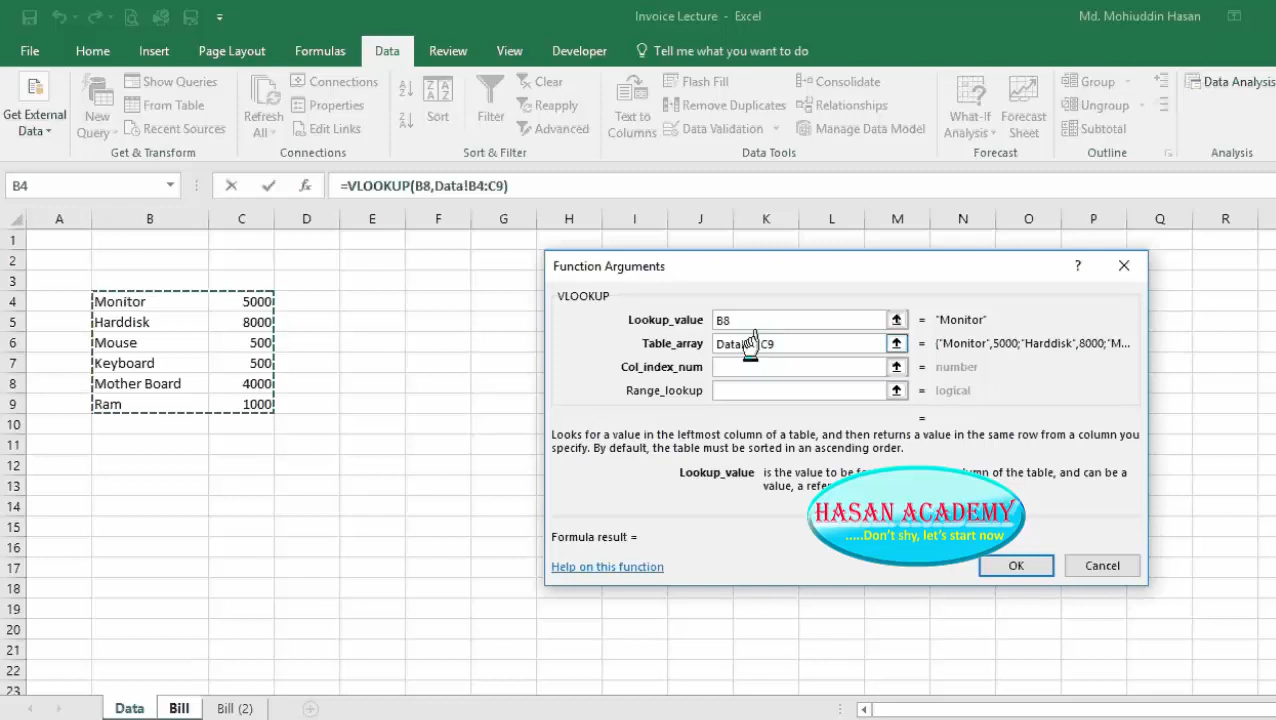 Invoice Lecture - Excel
Md. Mohiuddin Hasan
File Home Insert Page Layout Formulas Data Review View Developer Tell me what you want to do
Get External Data
New Query
Show Queries
From Table
Recent Sources
Get & Transform
Refresh All
Connections
Properties
Edit Links
Connections
Sort
Filter
Clear
Reapply
Advanced
Sort & Filter
Text to Columns
Flash Fill
Remove Duplicates
Data Validation
Consolidate
Relationships
Manage Data Model
Data Tools
What-If Analysis
Forecast Sheet
Forecast
Group
Ungroup
Subtotal
Outline
Data Analysis
Analysis
B4
fx
=VLOOKUP(B8,Data!B4:C9)
A B C D E F G H I J K L M N O P Q R
1
2
3
4 Monitor 5000
5 Harddisk 8000
6 Mouse 500
7 Keyboard 500
8 Mother Board 4000
9 Ram 1000
10
11
12
13
14
15
16
17
18
19
20
21
22
23
Function Arguments
?
VLOOKUP
Lookup_value B8 = "Monitor"
Table_array C9 = {"Monitor",5000;"Harddisk",8000;"M...
Col_index_num = number
Range_lookup = logical
=
Looks for a value in the leftmost column of a table, and then returns a value in the same row from a column you
specify. By default, the table must be sorted in an ascending order.
Lookup_value is the value to be of the table, and can be a
value, a
HASAN ACADEMY
.....Don't shy, let's start now
Formula result =
Help on this function
OK
Cancel
Data Bill Bill (2)